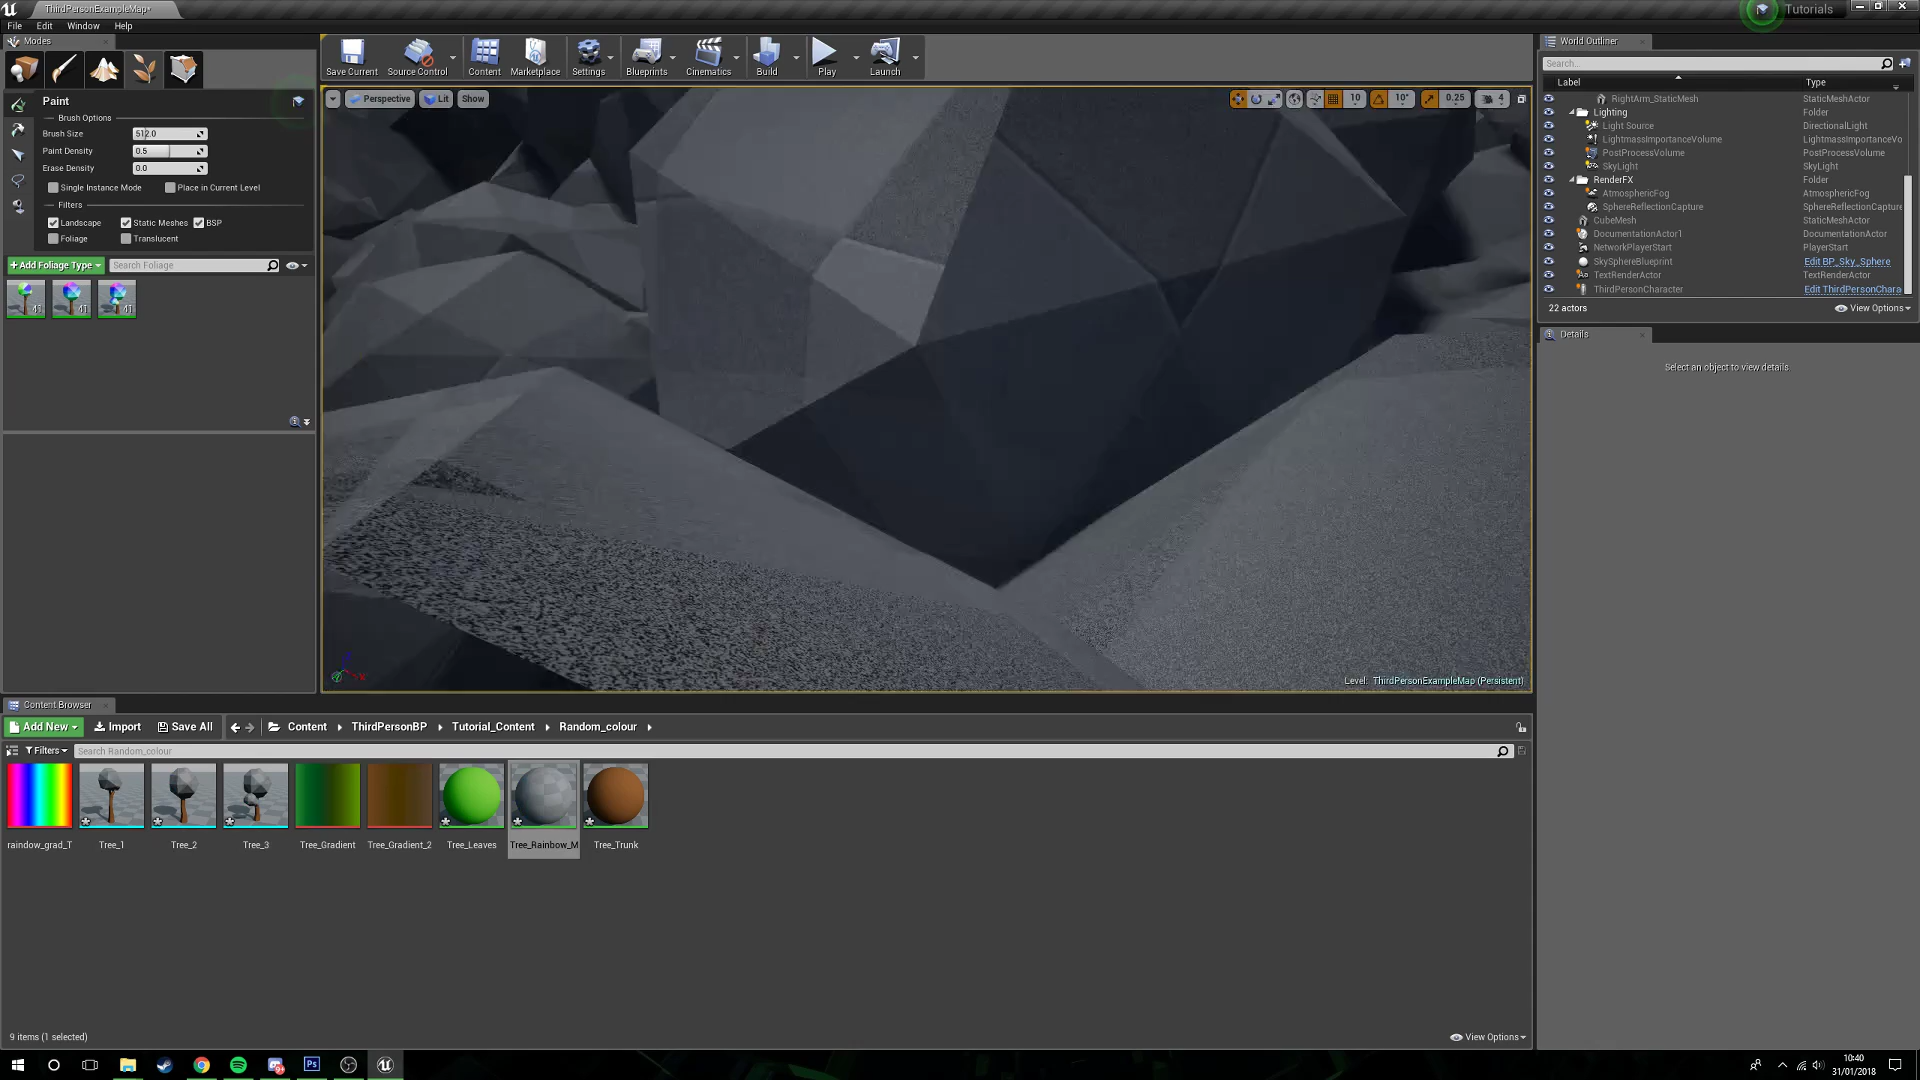 ThirdPersonExampleMap*
Tutorials
File Edit Window Help
Modes
Save Current Source Control Content Marketplace Settings Blueprints Cinematics Build Play Launch
World Outliner
Search...
Label Type
RightArm_StaticMesh StaticMeshActor
Lighting Folder
Light Source DirectionalLight
LightmassImportanceVolume LightmassImportanceVo
PostProcessVolume PostProcessVolume
SkyLight SkyLight
RenderFX Folder
AtmosphericFog AtmosphericFog
SphereReflectionCapture SphereReflectionCapture
CubeMesh StaticMeshActor
DocumentationActor1 DocumentationActor
NetworkPlayerStart PlayerStart
SkySphereBlueprint Edit BP_Sky_Sphere
TextRenderActor TextRenderActor
ThirdPersonCharacter Edit ThirdPersonChara
22 actors View Options
Details
Select an object to view details
Paint
Brush Options
Brush Size 512.0
Paint Density 0.5
Erase Density 0.0
Single Instance Mode Place in Current Level
Filters
Landscape Static Meshes BSP
Foliage Translucent
+ Add Foliage Type Search Foliage
Perspective Lit Show
10 10° 0.25 4
Level: ThirdPersonExampleMap (Persistent)
Content Browser
Add New Import Save All Content ThirdPersonBP Tutorial_Content Random_colour
Filters Search Random_colour
raindow_grad_T Tree_1 Tree_2 Tree_3 Tree_Gradient Tree_Gradient_2 Tree_Leaves Tree_Rainbow_M Tree_Trunk
9 items (1 selected) View Options
10:40
31/01/2018